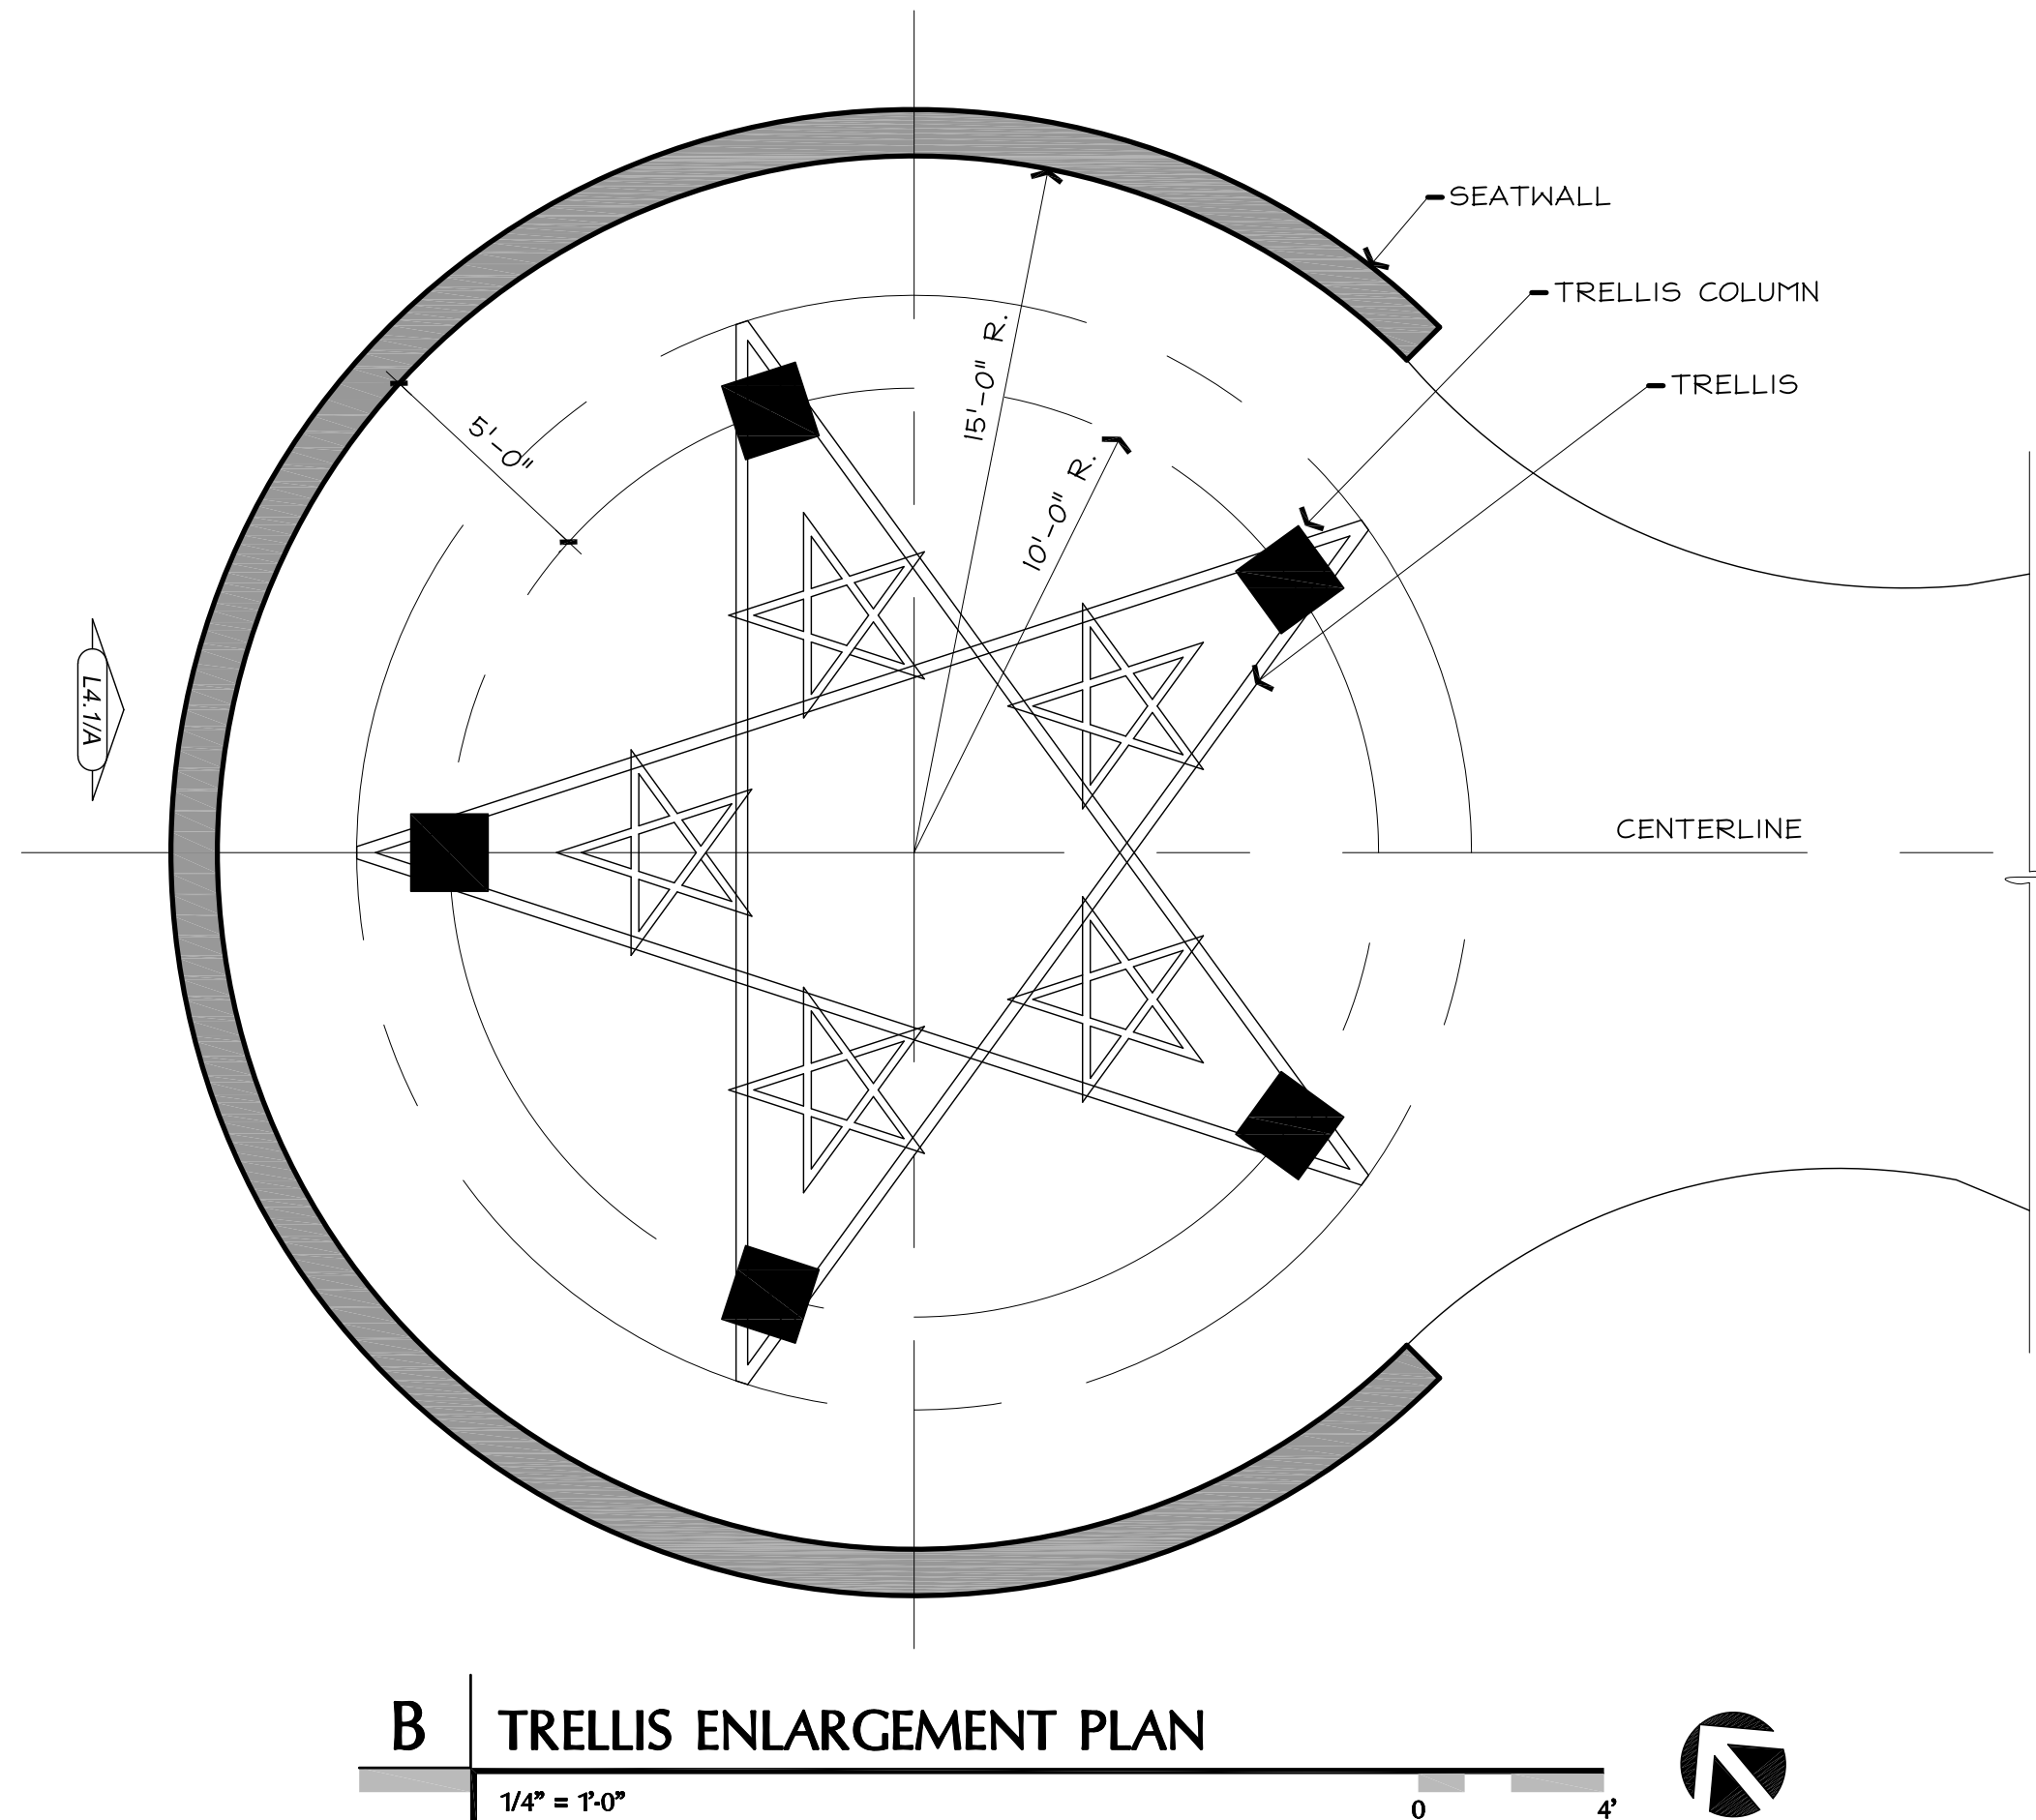 SEATWALL
TRELLIS COLUMN
TRELLIS
15'-0" R.
10'-0" R.
5'-0"
L4.1/A
CENTERLINE
B TRELLIS ENLARGEMENT PLAN
1/4" = 1'-0"
0 4'